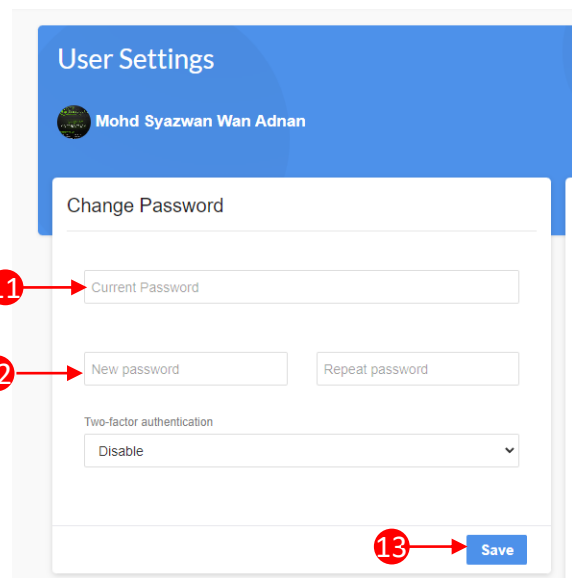 User Settings
Mohd Syazwan Wan Adnan
Change Password
11
Current Password
2
New password
Repeat password
Two-factor authentication
Disable
13
Save